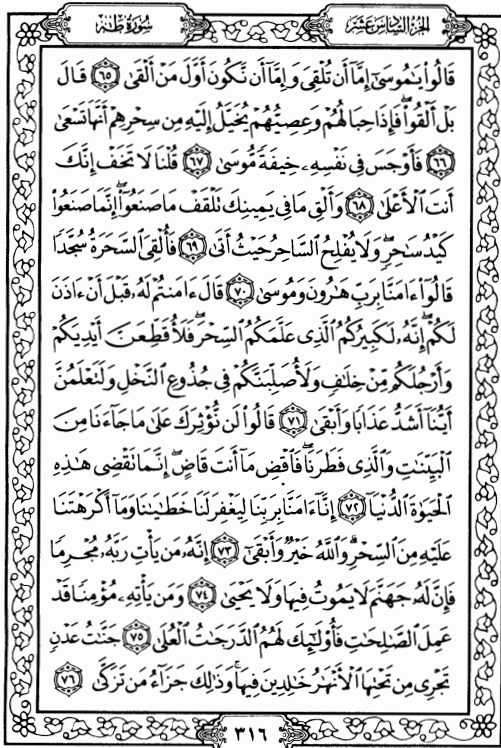 الجزء السادس عشر
سورة طه
قَالُوا۟ يَـٰمُوسَىٰٓ إِمَّآ أَن تُلْقِىَ وَإِمَّآ أَن نَّكُونَ أَوَّلَ مَنْ أَلْقَىٰ ٦٥ قَالَ
بَلْ أَلْقُوا۟ ۖ فَإِذَا حِبَالُهُمْ وَعِصِيُّهُمْ يُخَيَّلُ إِلَيْهِ مِن سِحْرِهِمْ أَنَّهَا تَسْعَىٰ
٦٦ فَأَوْجَسَ فِى نَفْسِهِۦ خِيفَةً مُّوسَىٰ ٦٧ قُلْنَا لَا تَخَفْ إِنَّكَ
أَنتَ ٱلْأَعْلَىٰ ٦٨ وَأَلْقِ مَا فِى يَمِينِكَ تَلْقَفْ مَا صَنَعُوٓا۟ ۖ إِنَّمَا صَنَعُوا۟
كَيْدُ سَـٰحِرٍ ۖ وَلَا يُفْلِحُ ٱلسَّاحِرُ حَيْثُ أَتَىٰ ٦٩ فَأُلْقِىَ ٱلسَّحَرَةُ سُجَّدًا
قَالُوٓا۟ ءَامَنَّا بِرَبِّ هَـٰرُونَ وَمُوسَىٰ ٧٠ قَالَ ءَامَنتُمْ لَهُۥ قَبْلَ أَنْ ءَاذَنَ
لَكُمْ ۖ إِنَّهُۥ لَكَبِيرُكُمُ ٱلَّذِى عَلَّمَكُمُ ٱلسِّحْرَ ۖ فَلَأُقَطِّعَنَّ أَيْدِيَكُمْ
وَأَرْجُلَكُم مِّنْ خِلَـٰفٍ وَلَأُصَلِّبَنَّكُمْ فِى جُذُوعِ ٱلنَّخْلِ وَلَتَعْلَمُنَّ
أَيُّنَآ أَشَدُّ عَذَابًا وَأَبْقَىٰ ٧١ قَالُوا۟ لَن نُّؤْثِرَكَ عَلَىٰ مَا جَآءَنَا مِنَ
ٱلْبَيِّنَـٰتِ وَٱلَّذِى فَطَرَنَا ۖ فَٱقْضِ مَآ أَنتَ قَاضٍ ۖ إِنَّمَا تَقْضِى هَـٰذِهِ
ٱلْحَيَوٰةَ ٱلدُّنْيَآ ٧٢ إِنَّآ ءَامَنَّا بِرَبِّنَا لِيَغْفِرَ لَنَا خَطَـٰيَـٰنَا وَمَآ أَكْرَهْتَنَا
عَلَيْهِ مِنَ ٱلسِّحْرِ ۗ وَٱللَّهُ خَيْرٌ وَأَبْقَىٰٓ ٧٣ إِنَّهُۥ مَن يَأْتِ رَبَّهُۥ مُجْرِمًا
فَإِنَّ لَهُۥ جَهَنَّمَ لَا يَمُوتُ فِيهَا وَلَا يَحْيَىٰ ٧٤ وَمَن يَأْتِهِۦ مُؤْمِنًا قَدْ
عَمِلَ ٱلصَّـٰلِحَـٰتِ فَأُو۟لَـٰٓئِكَ لَهُمُ ٱلدَّرَجَـٰتُ ٱلْعُلَىٰ ٧٥ جَنَّـٰتُ عَدْنٍ
تَجْرِى مِن تَحْتِهَا ٱلْأَنْهَـٰرُ خَـٰلِدِينَ فِيهَا ۚ وَذَٰلِكَ جَزَآءُ مَن تَزَكَّىٰ ٧٦
٣١٦